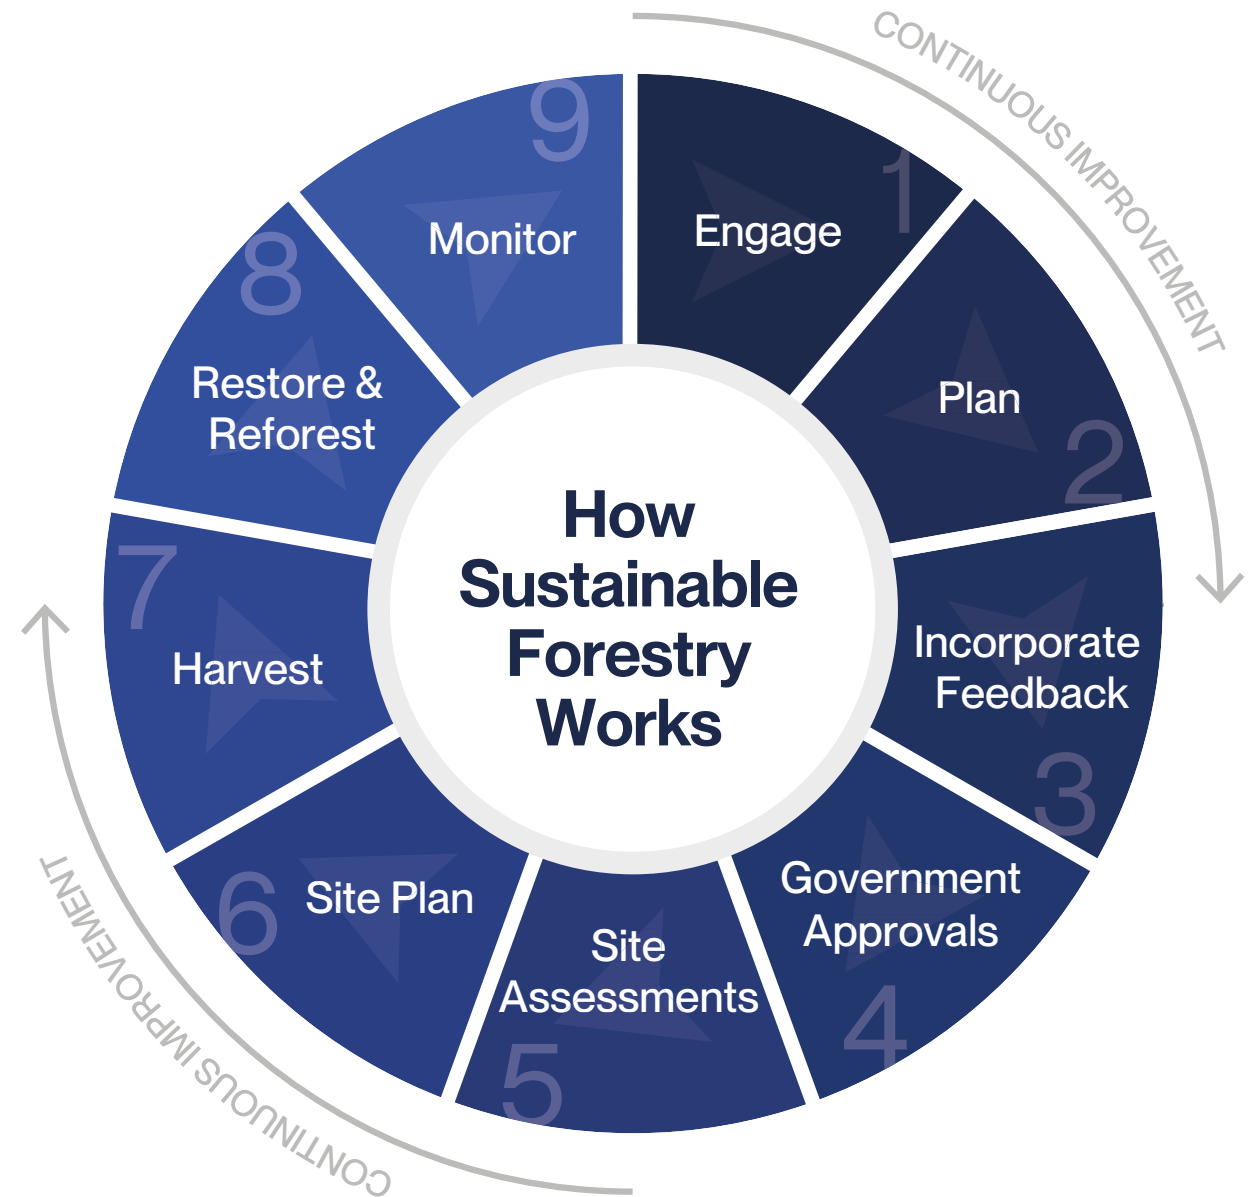 CONTINUOUS IMPROVEMENT
How
Sustainable
Forestry
Works
1
Engage
2
Plan
3
Incorporate
Feedback
4
Government
Approvals
5
Site
Assessments
6
Site Plan
7
Harvest
8
Restore &
Reforest
9
Monitor
CONTINUOUS IMPROVEMENT